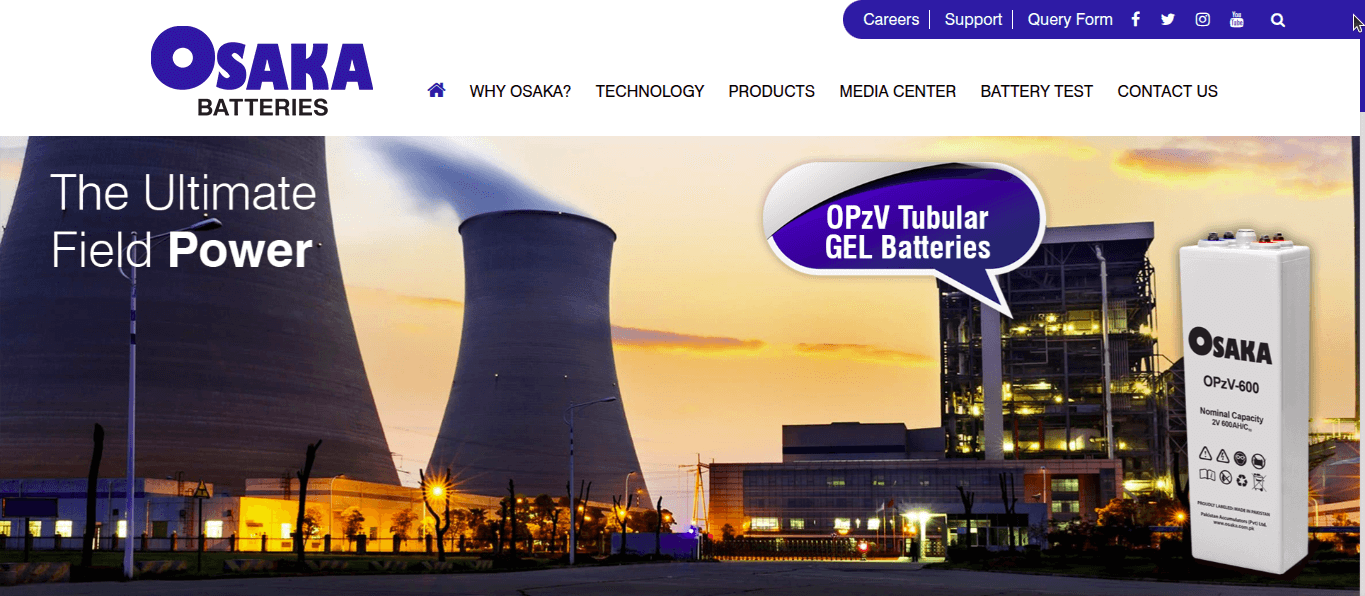 Careers
Support
Query Form
You
Tube
OSAKA
BATTERIES
WHY OSAKA?
TECHNOLOGY
PRODUCTS
MEDIA CENTER
BATTERY TEST
CONTACT US
The Ultimate
Field Power
OPzV Tubular
GEL Batteries
OSAKA
OPzV-600
Nominal Capacity
2V 600AH/C₁₀
PROUDLY LABELED MADE IN PAKISTAN
Pakistan Accumulators (Pvt) Ltd.
www.osaka.com.pk